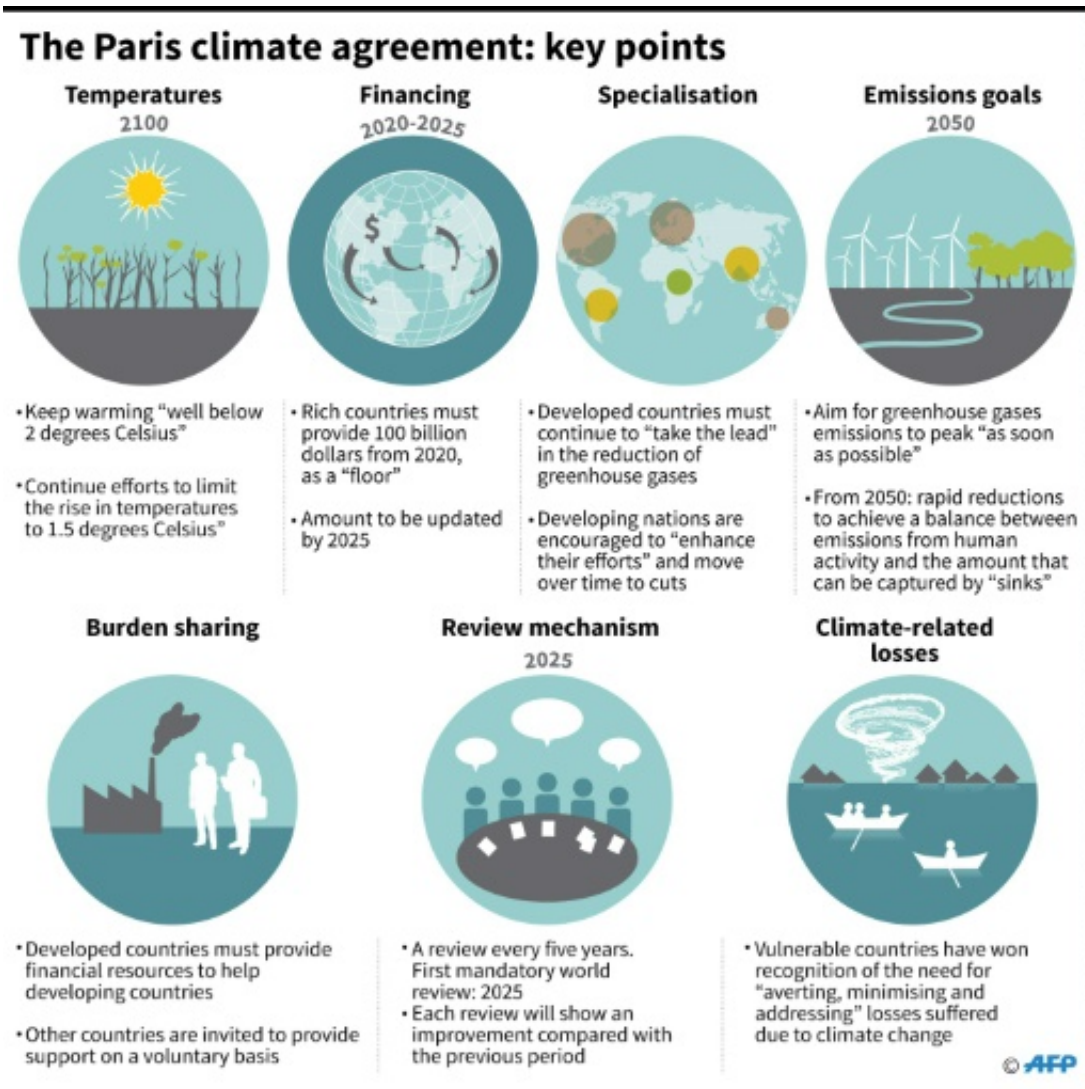 The Paris climate agreement: key points
Temperatures
2100
• Keep warming “well below
2 degrees Celsius”
• Continue efforts to limit
the rise in temperatures
to 1.5 degrees Celsius”
Financing
2020-2025
$
• Rich countries must
provide 100 billion
dollars from 2020,
as a “floor”
• Amount to be updated
by 2025
Specialisation
• Developed countries must
continue to “take the lead”
in the reduction of
greenhouse gases
• Developing nations are
encouraged to “enhance
their efforts” and move
over time to cuts
Emissions goals
2050
• Aim for greenhouse gases
emissions to peak “as soon
as possible”
• From 2050: rapid reductions
to achieve a balance between
emissions from human
activity and the amount that
can be captured by “sinks”
Burden sharing
• Developed countries must provide
financial resources to help
developing countries
• Other countries are invited to provide
support on a voluntary basis
Review mechanism
2025
• A review every five years.
First mandatory world
review: 2025
• Each review will show an
improvement compared with
the previous period
Climate-related
losses
• Vulnerable countries have won
recognition of the need for
“averting, minimising and
addressing” losses suffered
due to climate change
© AFP